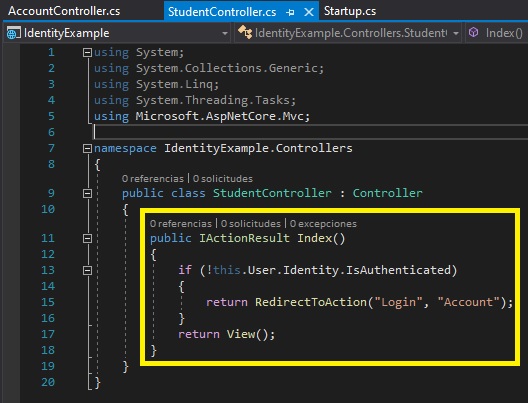 AccountController.cs StudentController.cs Startup.cs
IdentityExample IdentityExample.Controllers.Student Index()
1 using System;
2 using System.Collections.Generic;
3 using System.Linq;
4 using System.Threading.Tasks;
5 using Microsoft.AspNetCore.Mvc;
6
7 namespace IdentityExample.Controllers
8 {
0 referencias | 0 solicitudes
9 public class StudentController : Controller
10 {
0 referencias | 0 solicitudes | 0 excepciones
11 public IActionResult Index()
12 {
13 if (!this.User.Identity.IsAuthenticated)
14 {
15 return RedirectToAction("Login", "Account");
16 }
17 return View();
18 }
19 }
20 }